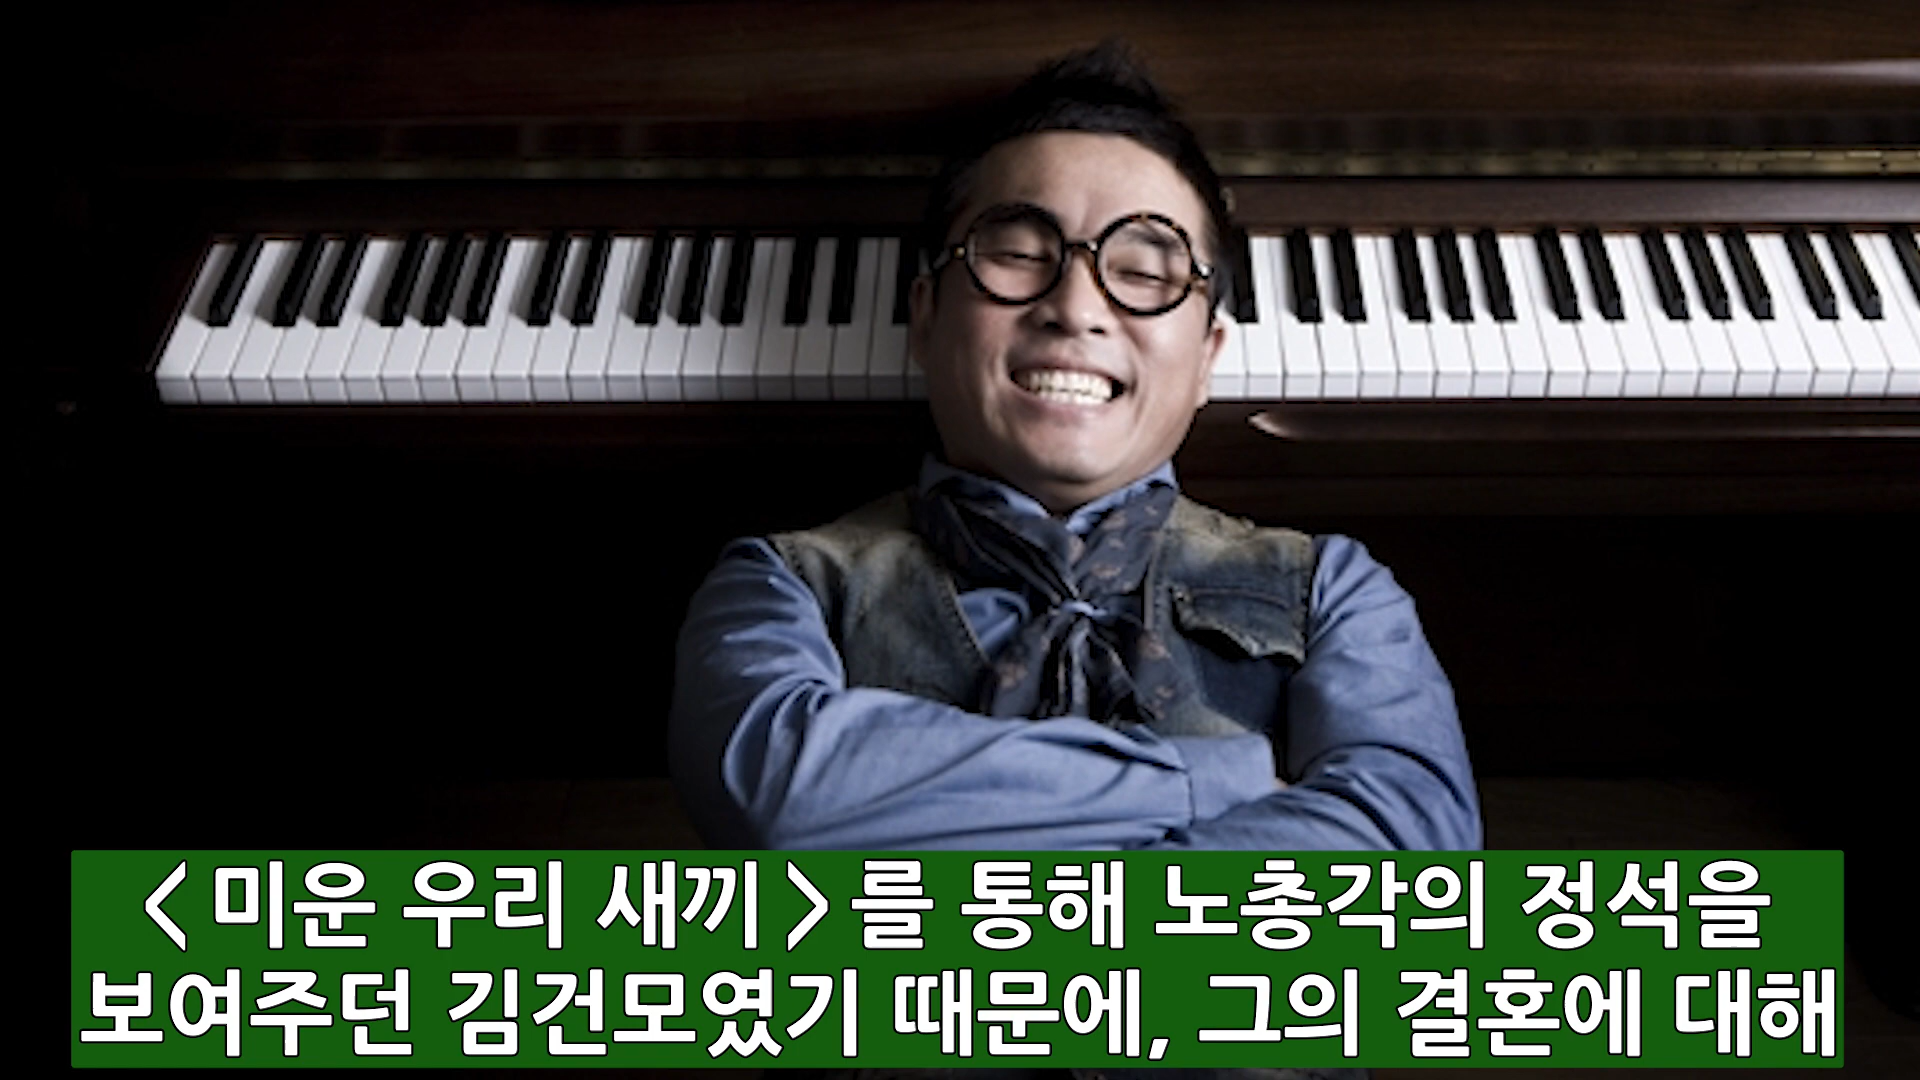 <미운 우리 새끼>를 통해 노총각의 정석을
보여주던 김건모였기 때문에, 그의 결혼에 대해